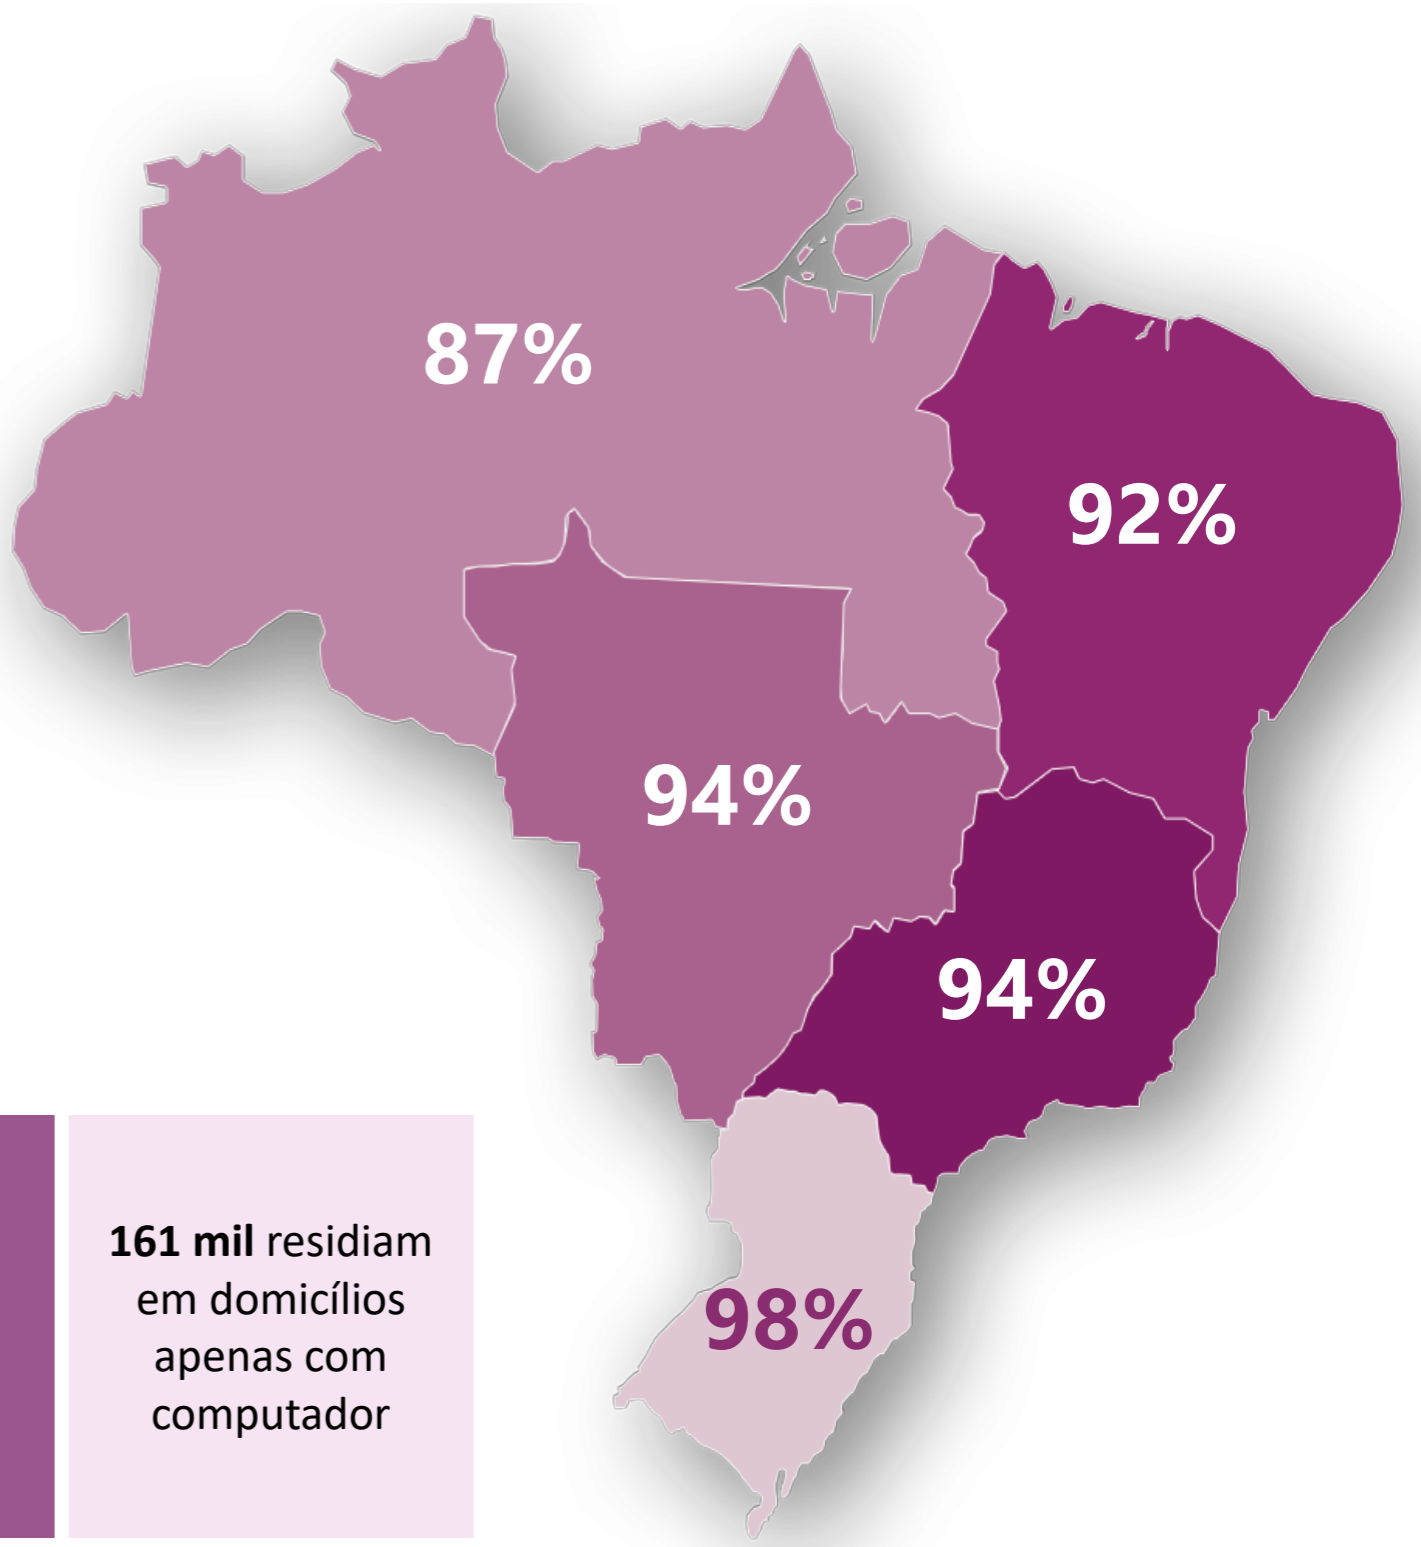 87%
92%
94%
94%
98%
161 mil residiam
em domicílios
apenas com
computador